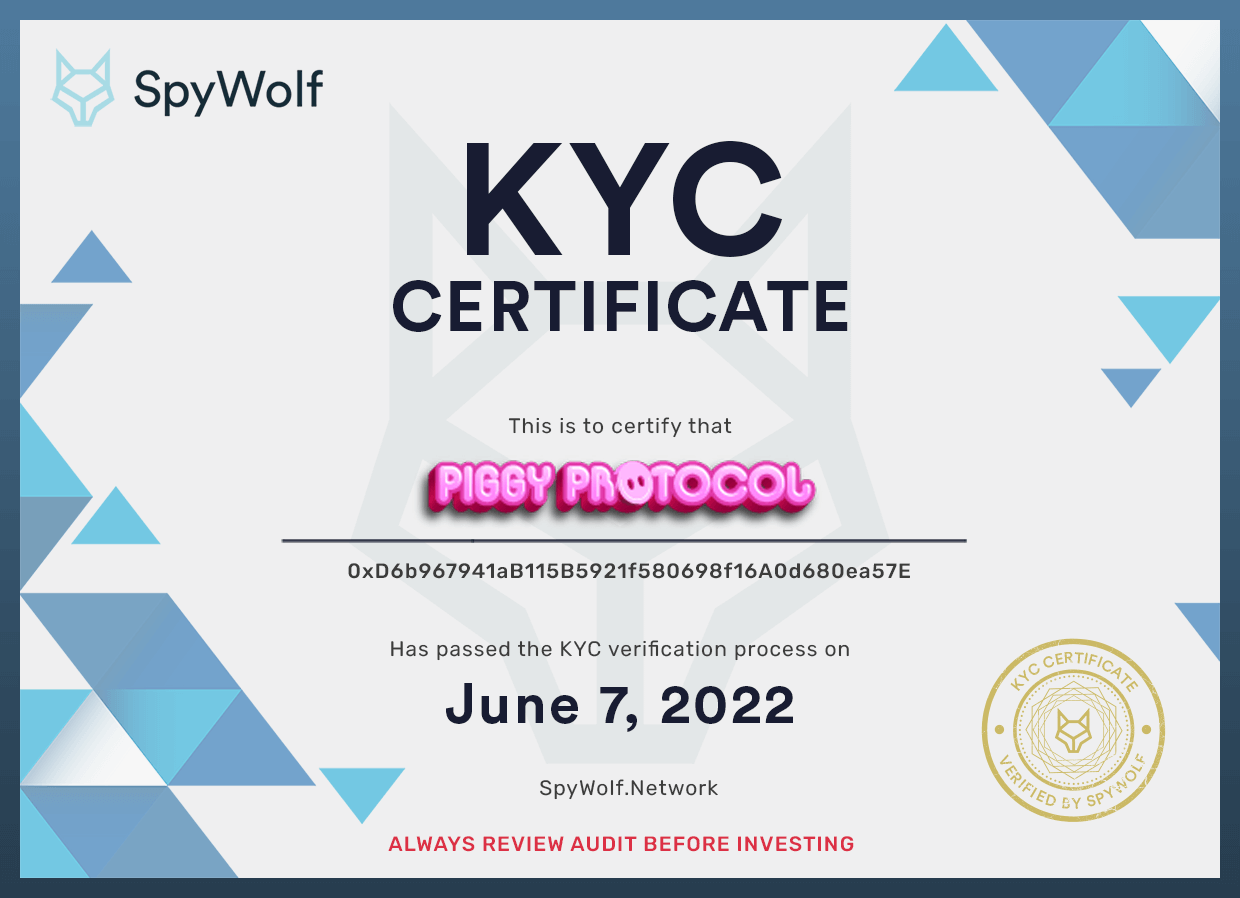 SpyWolf
KYC
CERTIFICATE
This is to certify that
PIGGY PROTOCOL
0xD6b967941aB115B5921f580698f16A0d680ea57E
Has passed the KYC verification process on
June 7, 2022
SpyWolf.Network
ALWAYS REVIEW AUDIT BEFORE INVESTING
KYC CERTIFICATE
VERIFIED BY SPYWOLF